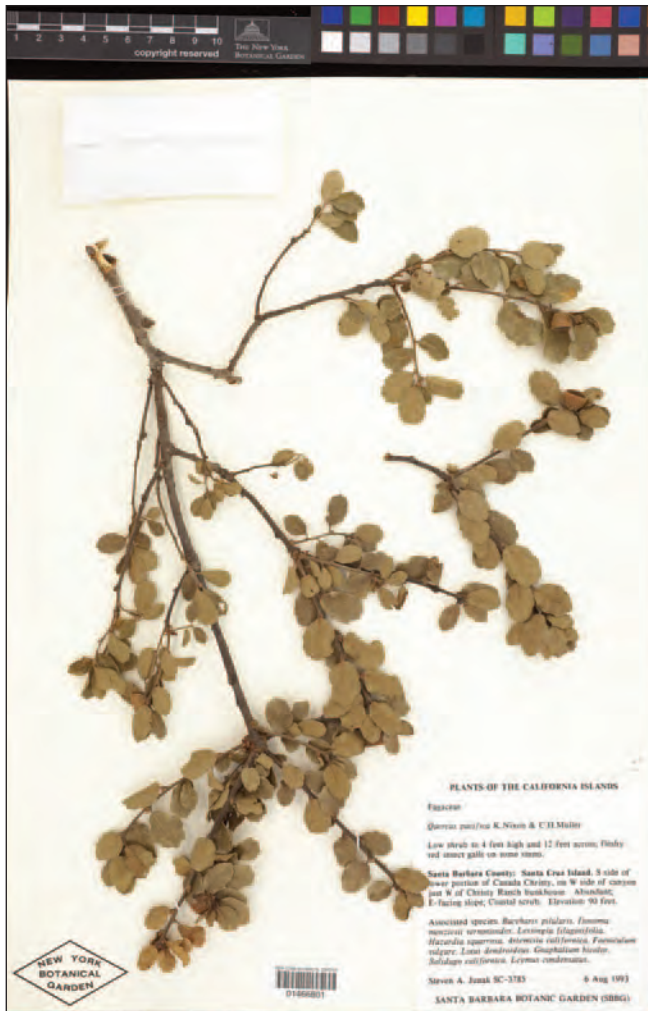 1 2 3 4 5 6 7 8 9 10
copyright reserved
THE NEW YORK
BOTANICAL GARDEN
PLANTS OF THE CALIFORNIA ISLANDS
Fagaceae
Quercus pacifica K.Nixon & C.H.Muller
Low shrub to 4 feet high and 12 feet across; fleshy
red insect galls on some stems.
Santa Barbara County: Santa Cruz Island. S side of
lower portion of Canada Christy, on W side of canyon
just W of Christy Ranch bunkhouse. Abundant;
E-facing slope; Coastal scrub. Elevation: 90 feet.
Associated species: Baccharis pilularis, Isocoma
menziesii vernonioides, Lessingia filaginifolia,
Hazardia squarrosa, Artemisia californica, Foeniculum
vulgare, Lotus dendroideus, Gnaphalium bicolor,
Solidago californica, Leymus condensatus.
Steven A. Junak SC-3785 6 Aug 1993
SANTA BARBARA BOTANIC GARDEN (SBBG)
NEW YORK
BOTANICAL
GARDEN